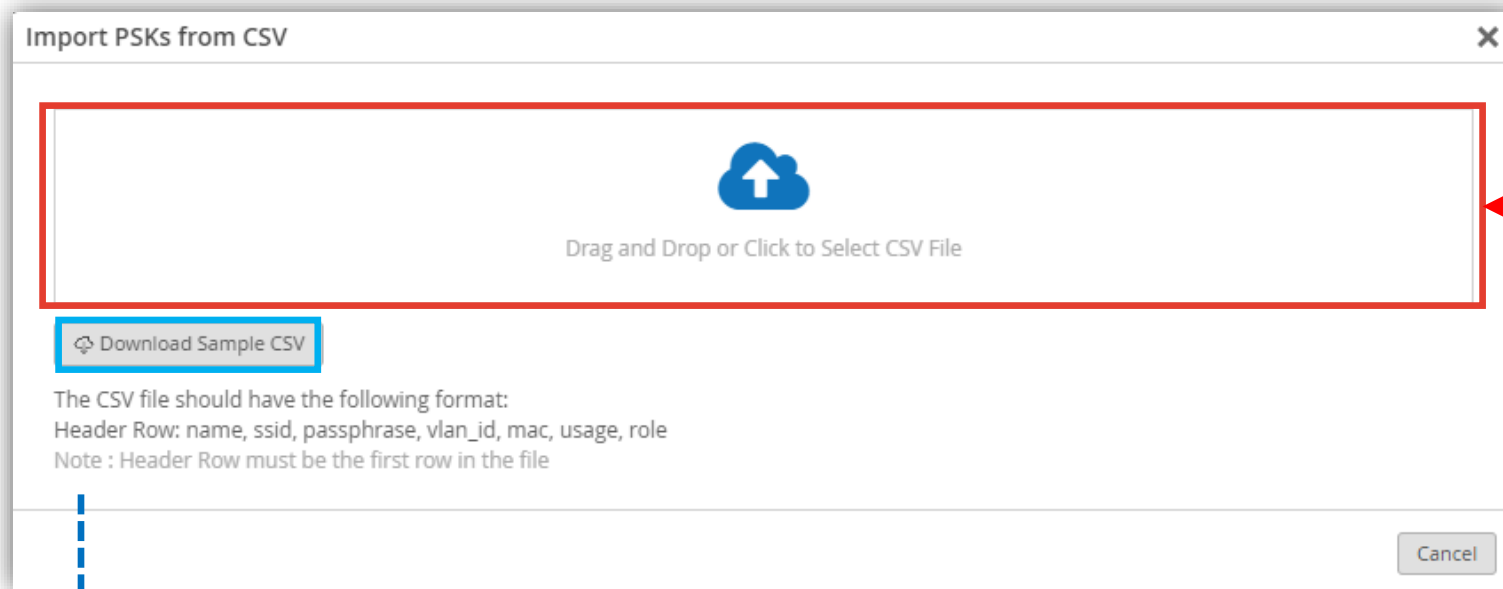 Import PSKs from CSV
Drag and Drop or Click to Select CSV File
Download Sample CSV
The CSV file should have the following format:
Header Row: name, ssid, passphrase, vlan_id, mac, usage, role
Note : Header Row must be the first row in the file
Cancel